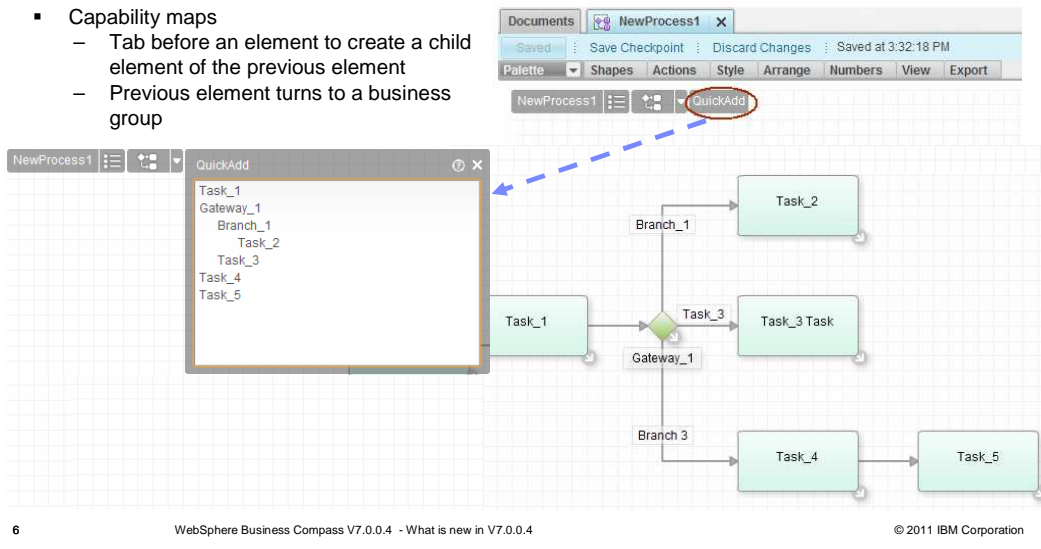 ▪ Capability maps
– Tab before an element to create a child
element of the previous element
– Previous element turns to a business
group
Documents NewProcess1 X
Saved Save Checkpoint Discard Changes Saved at 3:32:18 PM
Palette Shapes Actions Style Arrange Numbers View Export
NewProcess1 QuickAdd
NewProcess1
QuickAdd
Task_1
Gateway_1
Branch_1
Task_2
Task_3
Task_4
Task_5
Task_2
Branch_1
Task_1
Task_3
Task_3 Task
Gateway_1
Branch 3
Task_4
Task_5
6 WebSphere Business Compass V7.0.0.4 - What is new in V7.0.0.4 © 2011 IBM Corporation